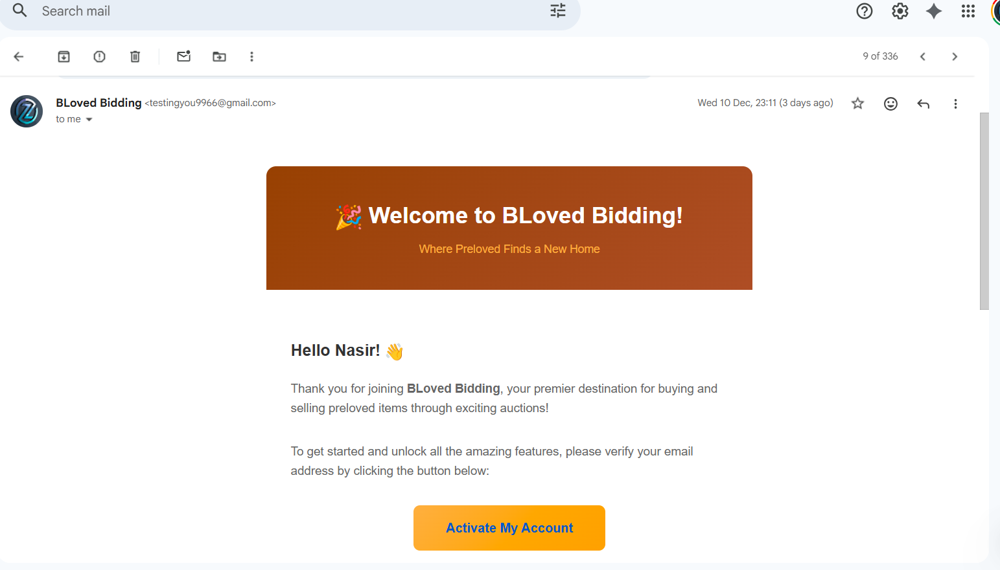 Search mail
9 of 336
BLoved Bidding <testingyou9966@gmail.com>
Wed 10 Dec, 23:11 (3 days ago)
to me
🎉 Welcome to BLoved Bidding!
Where Preloved Finds a New Home
Hello Nasir! 👋
Thank you for joining BLoved Bidding, your premier destination for buying and
selling preloved items through exciting auctions!
To get started and unlock all the amazing features, please verify your email
address by clicking the button below:
Activate My Account